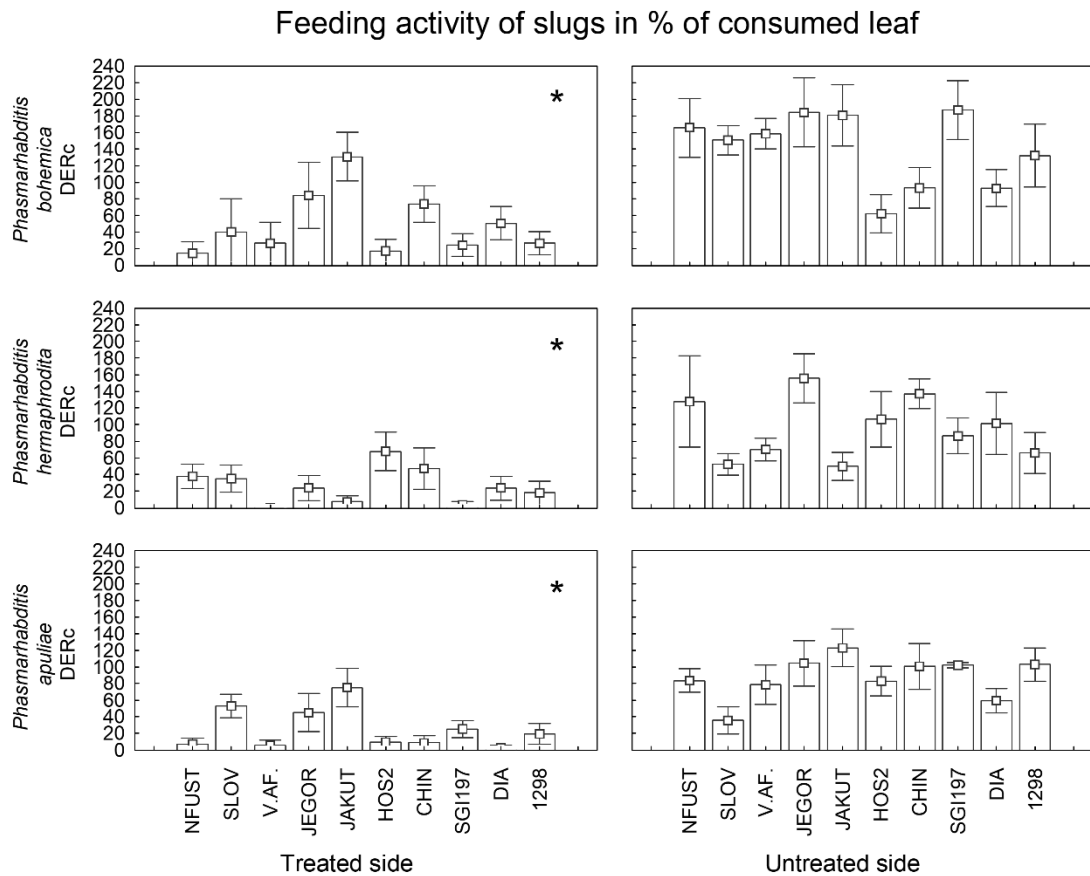 Feeding activity of slugs in % of consumed leaf
Phasmarhabditis
bohemica
DERc
240
220
200
180
160
140
120
100
80
60
40
20
0
*
Phasmarhabditis
hermaphrodita
DERc
240
220
200
180
160
140
120
100
80
60
40
20
0
*
Phasmarhabditis
apuliae
DERc
240
220
200
180
160
140
120
100
80
60
40
20
0
*
NFUST
SLOV
V.AF.
JEGOR
JAKUT
HOS2
CHIN
SGI197
DIA
1298
Treated side
NFUST
SLOV
V.AF.
JEGOR
JAKUT
HOS2
CHIN
SGI197
DIA
1298
Untreated side